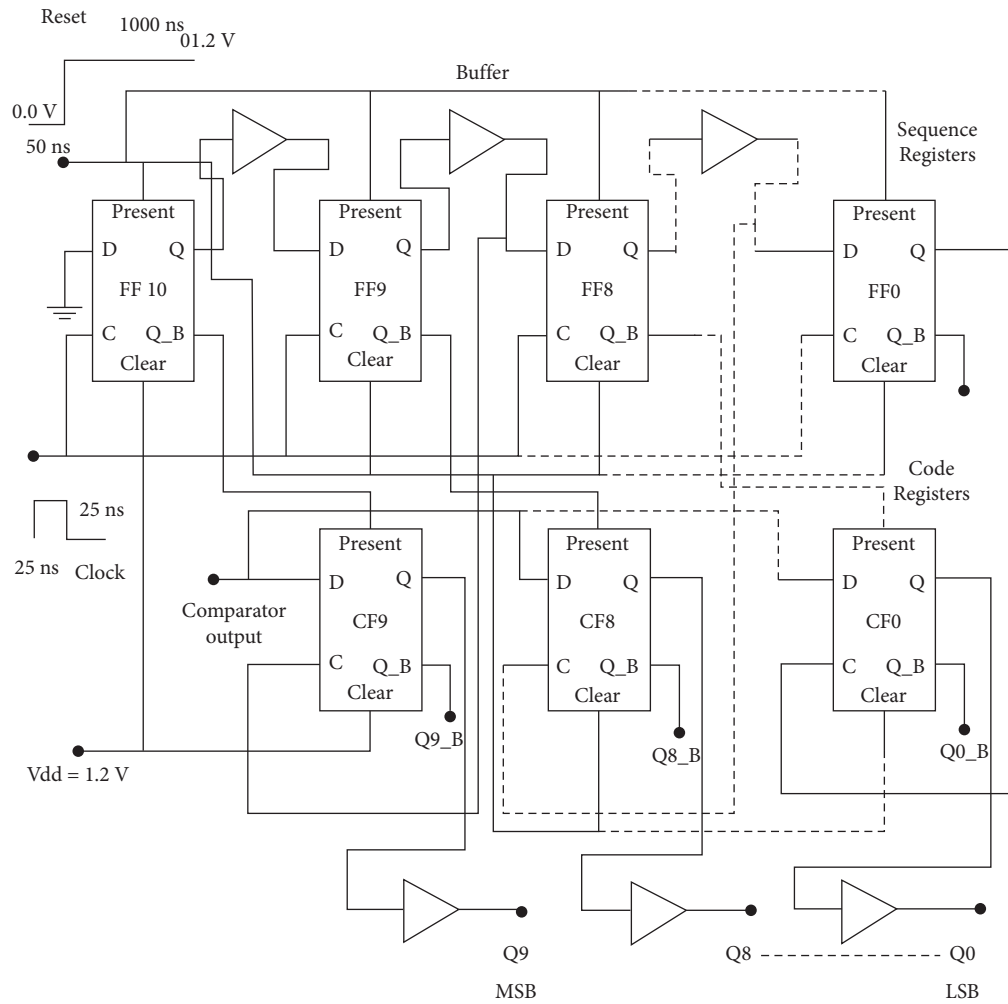 Reset
1000 ns
01.2 V
0.0 V
50 ns
Buffer
Sequence
Registers
Present
D Q
FF 10
C Q_B
Clear
Present
D Q
FF9
C Q_B
Clear
Present
D Q
FF8
C Q_B
Clear
Present
D Q
FF0
C Q_B
Clear
25 ns
25 ns
Clock
Code
Registers
Comparator
output
Present
D Q
CF9
C Q_B
Clear
Q9_B
Present
D Q
CF8
C Q_B
Clear
Q8_B
Present
D Q
CF0
C Q_B
Clear
Q0_B
Vdd = 1.2 V
Q9
Q8
Q0
MSB
LSB